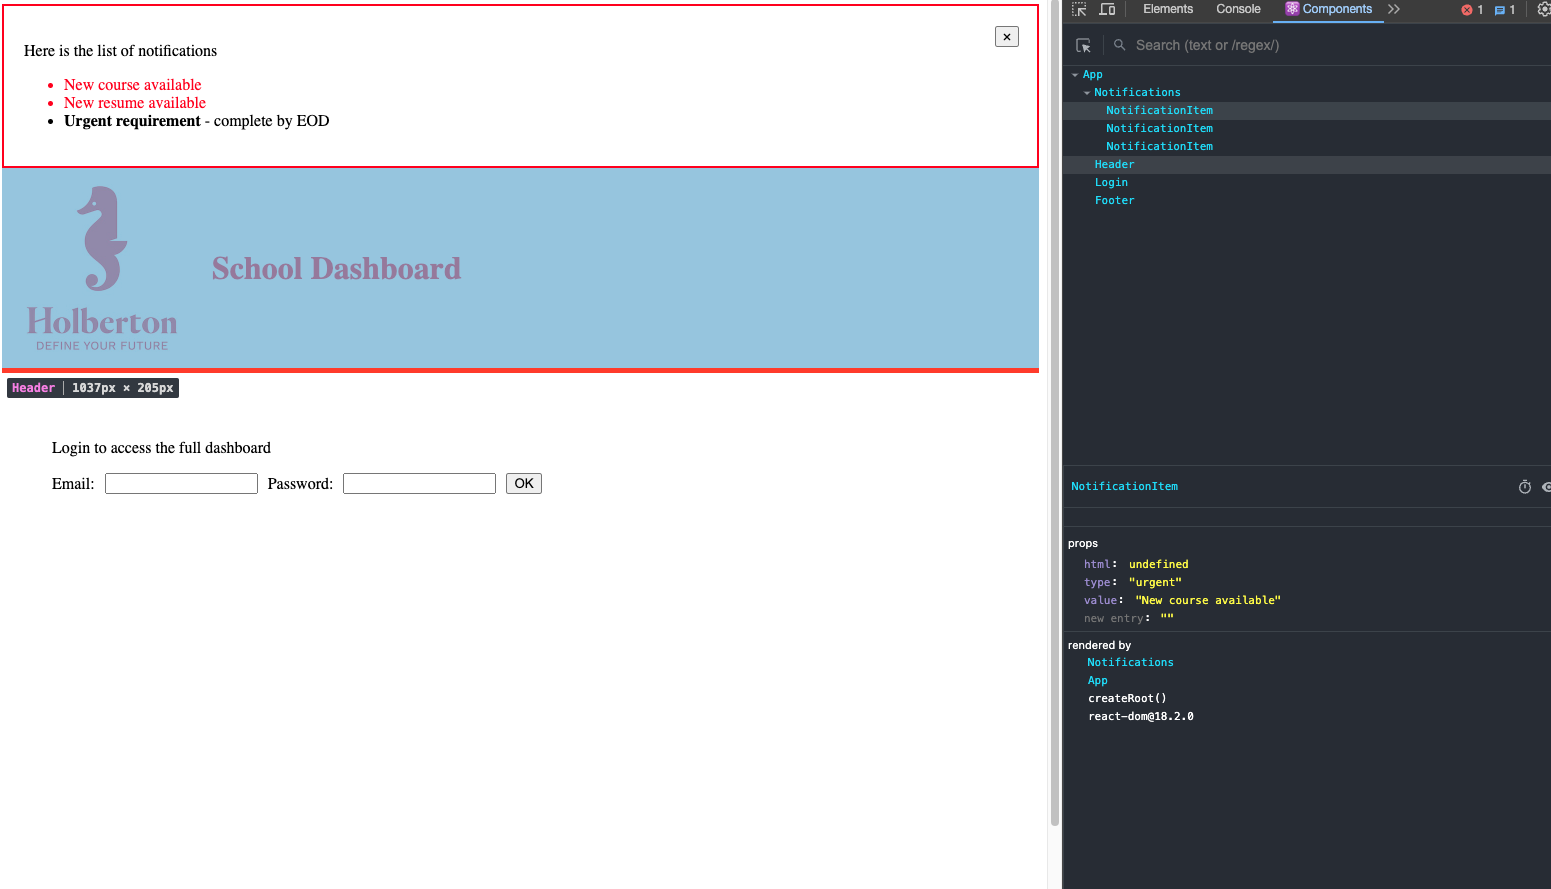 Here is the list of notifications
×
New course available
New resume available
Urgent requirement - complete by EOD
Holberton
DEFINE YOUR FUTURE
School Dashboard
Header | 1037px × 205px
Login to access the full dashboard
Email: Password: OK
Elements Console Components 1 1
Search (text or /regex/)
App
Notifications
NotificationItem
NotificationItem
NotificationItem
Header
Login
Footer
NotificationItem
props
html: undefined
type: "urgent"
value: "New course available"
new entry: ""
rendered by
Notifications
App
createRoot()
react-dom@18.2.0